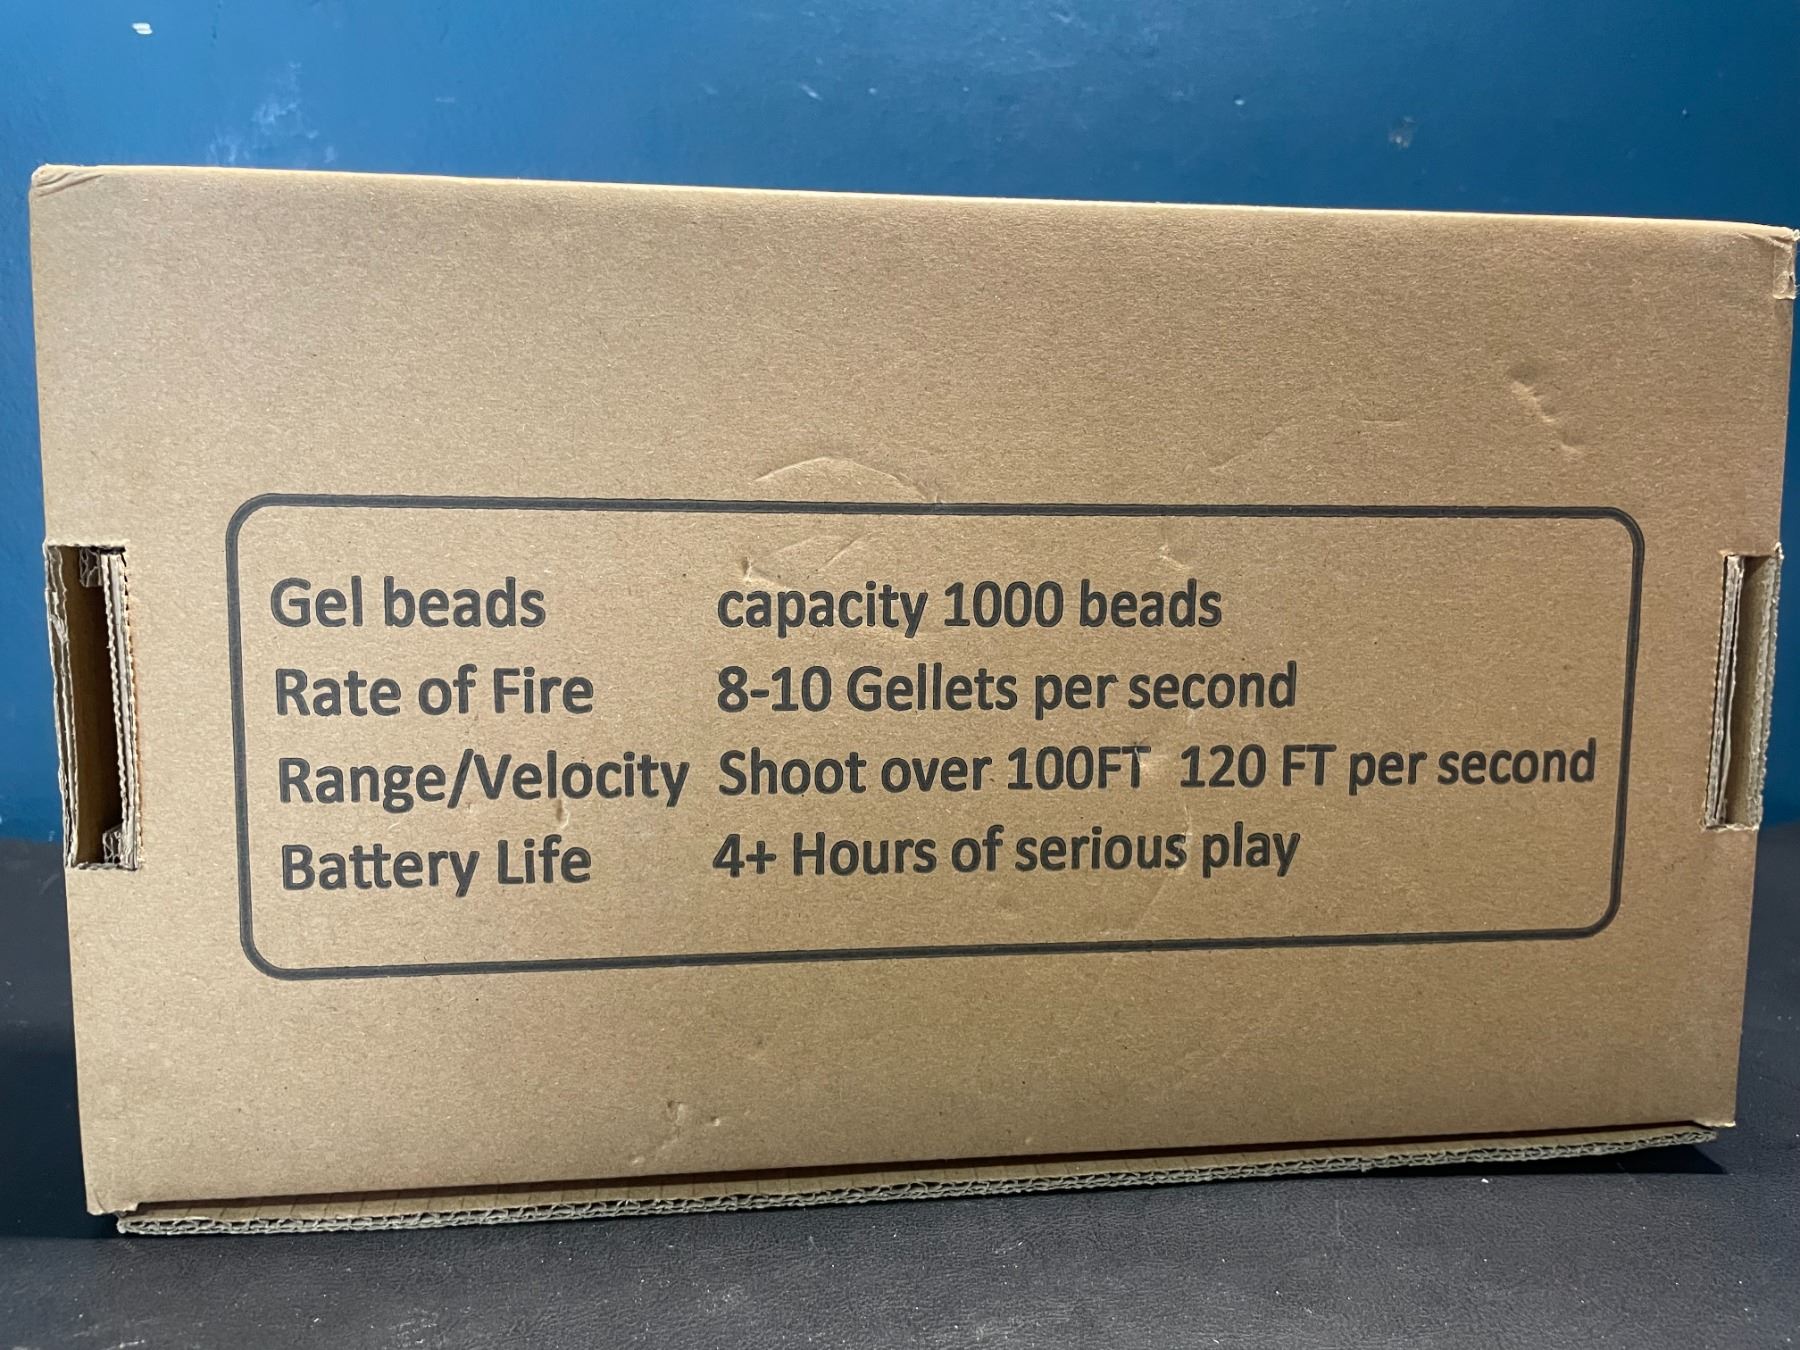 Gel beads capacity 1000 beads
Rate of Fire 8-10 Gellets per second
Range/Velocity Shoot over 100FT 120 FT per second
Battery Life 4+ Hours of serious play